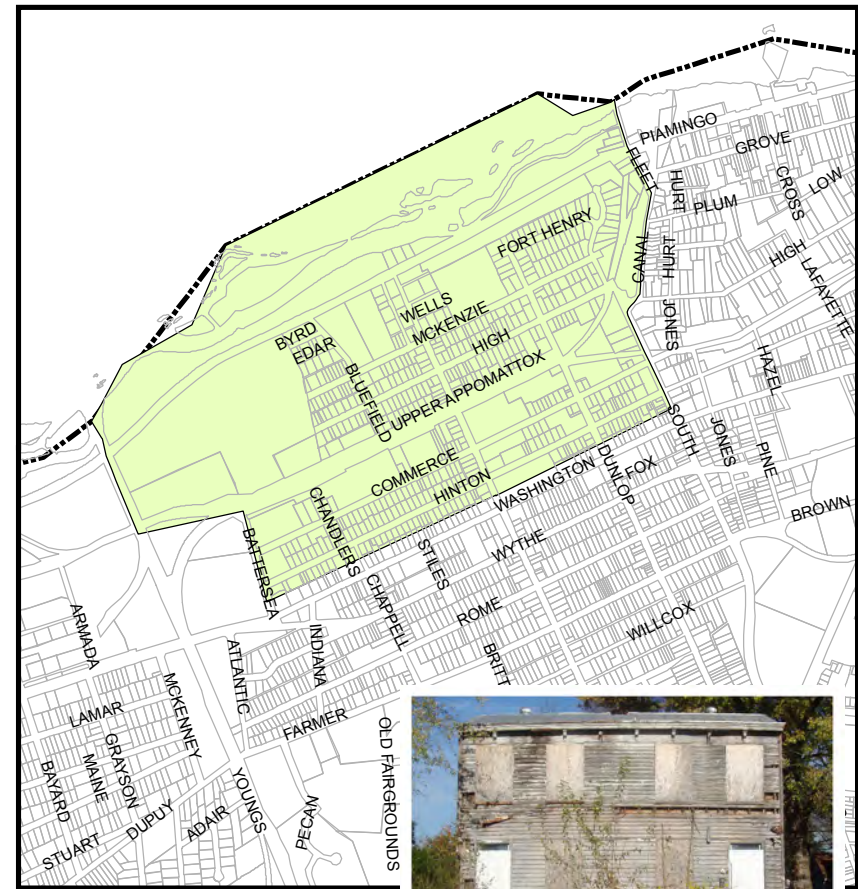 PIAMINGO
GROVE
FLEET
HURT
CROSS
LOW
PLUM
FORT HENRY
CANAL
HURT
HIGH
LAFAYETTE
WELLS
MCKENZIE
JONES
BYRD
EDAR
HIGH
HAZEL
BLUEFIELD
UPPER APPOMATTOX
SOUTH
JONES
PINE
COMMERCE
HINTON
WASHINGTON
DUNLOP
FOX
BROWN
CHANDLERS
BATTERSEA
STILES
WYTHE
CHAPPELL
ROME
WILLCOX
ARMADA
ATLANTIC
INDIANA
BRITT
LAMAR
MCKENNEY
FARMER
OLD FAIRGROUNDS
GRAYSON
MAINE
BAYARD
DUPUY
ADAIR
YOUNGS
PECAN
STUART